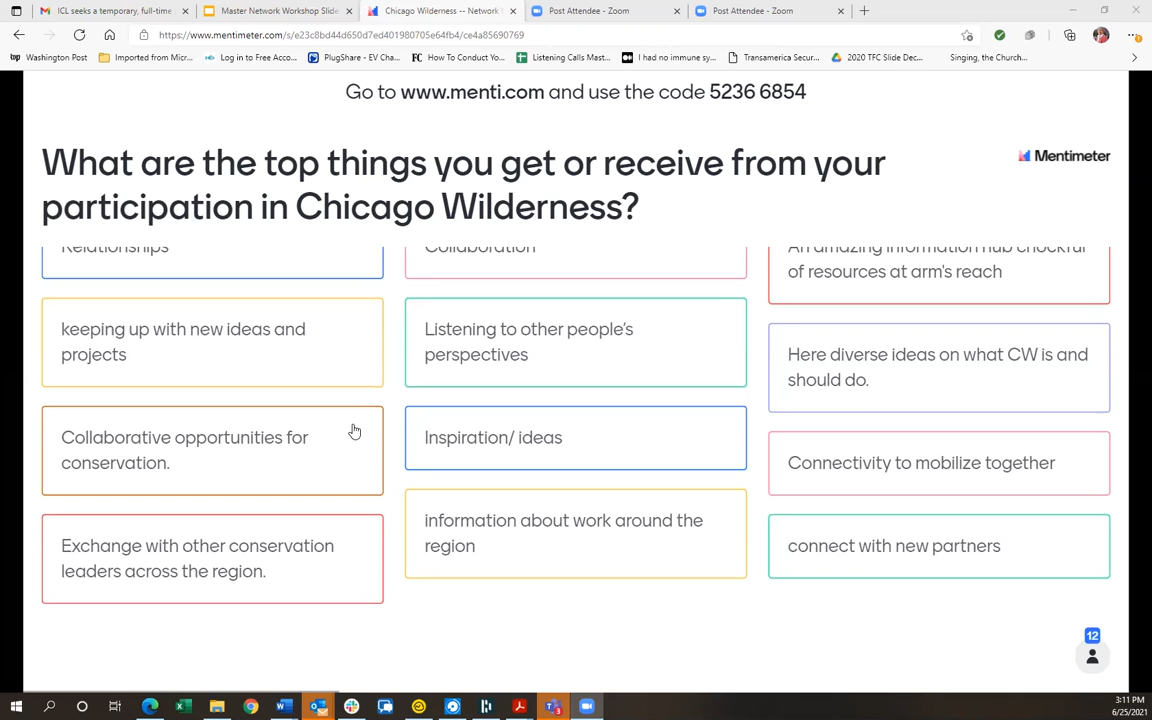 ICL seeks a temporary, full-time
Master Network Workshop Slide
Chicago Wilderness -- Network
Post Attendee - Zoom
Post Attendee - Zoom
https://www.mentimeter.com/s/e23c8bd44d650d7ed401980705e64fb4/ce4a85690769
Washington Post
Imported from Micr...
Log in to Free Acco...
PlugShare - EV Cha...
How To Conduct Yo...
Listening Calls Mast...
I had no immune sy...
Transamerica Secur...
2020 TFC Slide Dec...
Singing, the Church...
Go to www.menti.com and use the code 5236 6854
What are the top things you get or receive from your
participation in Chicago Wilderness?
Mentimeter
Relationships
keeping up with new ideas and
projects
Collaborative opportunities for
conservation.
Exchange with other conservation
leaders across the region.
Collaboration
Listening to other people's
perspectives
Inspiration/ ideas
information about work around the
region
An amazing information hub chockful
of resources at arm's reach
Here diverse ideas on what CW is and
should do.
Connectivity to mobilize together
connect with new partners
12
3:11 PM
6/25/2021